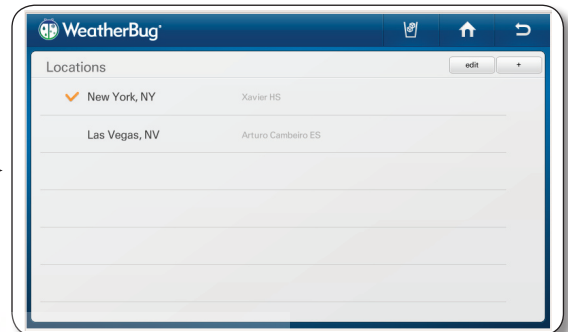 WeatherBug
Locations edit +
New York, NY Xavier HS
Las Vegas, NV Arturo Cambeiro ES